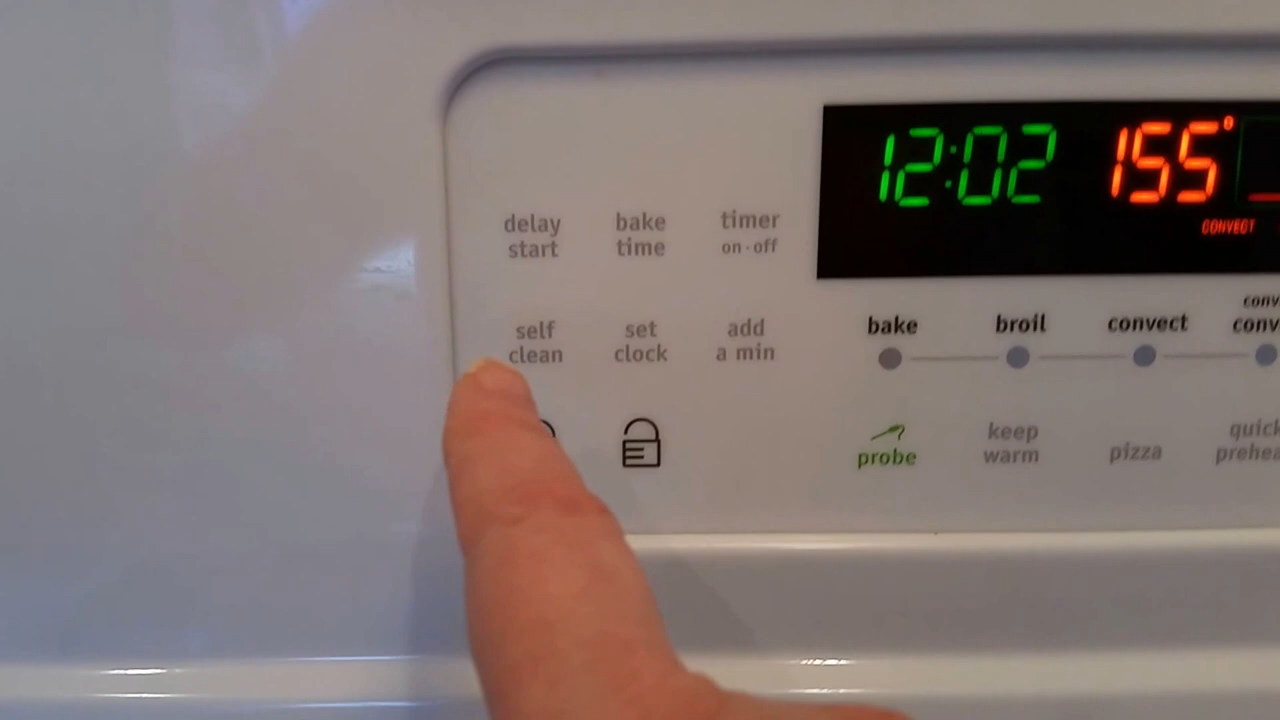 12:02 155°
CONVECT
delay start
bake time
timer on·off
self clean
set clock
add a min
bake
broil
convect
probe
keep warm
pizza
quick